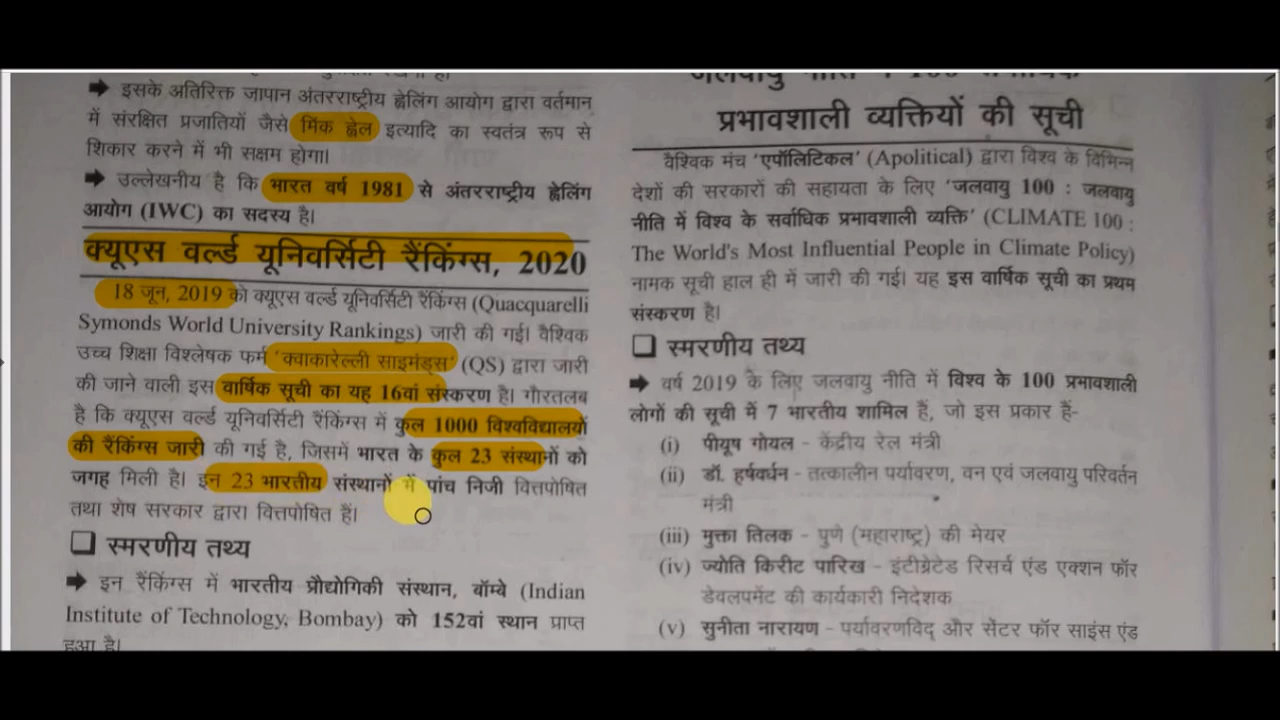 ➡ इसके अतिरिक्त जापान अंतरराष्ट्रीय ह्वेलिंग आयोग द्वारा वर्तमान
में संरक्षित प्रजातियों जैसे मिंक ह्वेल इत्यादि का स्वतंत्र रूप से
शिकार करने में भी सक्षम होगा।
➡ उल्लेखनीय है कि भारत वर्ष 1981 से अंतरराष्ट्रीय ह्वेलिंग
आयोग (IWC) का सदस्य है।
क्यूएस वर्ल्ड यूनिवर्सिटी रैंकिंग्स, 2020
18 जून, 2019 को क्यूएस वर्ल्ड यूनिवर्सिटी रैंकिंग्स (Quacquarelli
Symonds World University Rankings) जारी की गई। वैश्विक
उच्च शिक्षा विश्लेषक फर्म 'क्वाकारेल्ली साइमंड्स' (QS) द्वारा जारी
की जाने वाली इस वार्षिक सूची का यह 16वां संस्करण है। गौरतलब
है कि क्यूएस वर्ल्ड यूनिवर्सिटी रैंकिंग्स में कुल 1000 विश्वविद्यालयों
की रैंकिंग्स जारी की गई है, जिसमें भारत के कुल 23 संस्थानों को
जगह मिली है। इन 23 भारतीय संस्थानों में पांच निजी वित्तपोषित
तथा शेष सरकार द्वारा वित्तपोषित हैं।
❑ स्मरणीय तथ्य
➡ इन रैंकिंग्स में भारतीय प्रौद्योगिकी संस्थान, बॉम्बे (Indian
Institute of Technology, Bombay) को 152वां स्थान प्राप्त
हुआ है।
प्रभावशाली व्यक्तियों की सूची
वैश्विक मंच 'एपॉलिटिकल' (Apolitical) द्वारा विश्व के विभिन्न
देशों की सरकारों की सहायता के लिए 'जलवायु 100 : जलवायु
नीति में विश्व के सर्वाधिक प्रभावशाली व्यक्ति' (CLIMATE 100 :
The World's Most Influential People in Climate Policy)
नामक सूची हाल ही में जारी की गई। यह इस वार्षिक सूची का प्रथम
संस्करण है।
❑ स्मरणीय तथ्य
➡ वर्ष 2019 के लिए जलवायु नीति में विश्व के 100 प्रभावशाली
लोगों की सूची में 7 भारतीय शामिल हैं, जो इस प्रकार हैं-
(i) पीयूष गोयल - केंद्रीय रेल मंत्री
(ii) डॉ. हर्षवर्धन - तत्कालीन पर्यावरण, वन एवं जलवायु परिवर्तन
मंत्री
(iii) मुक्ता तिलक - पुणे (महाराष्ट्र) की मेयर
(iv) ज्योति किरीट पारिख - इंटीग्रेटेड रिसर्च एंड एक्शन फॉर
डेवलपमेंट की कार्यकारी निदेशक
(v) सुनीता नारायण - पर्यावरणविद् और सेंटर फॉर साइंस एंड